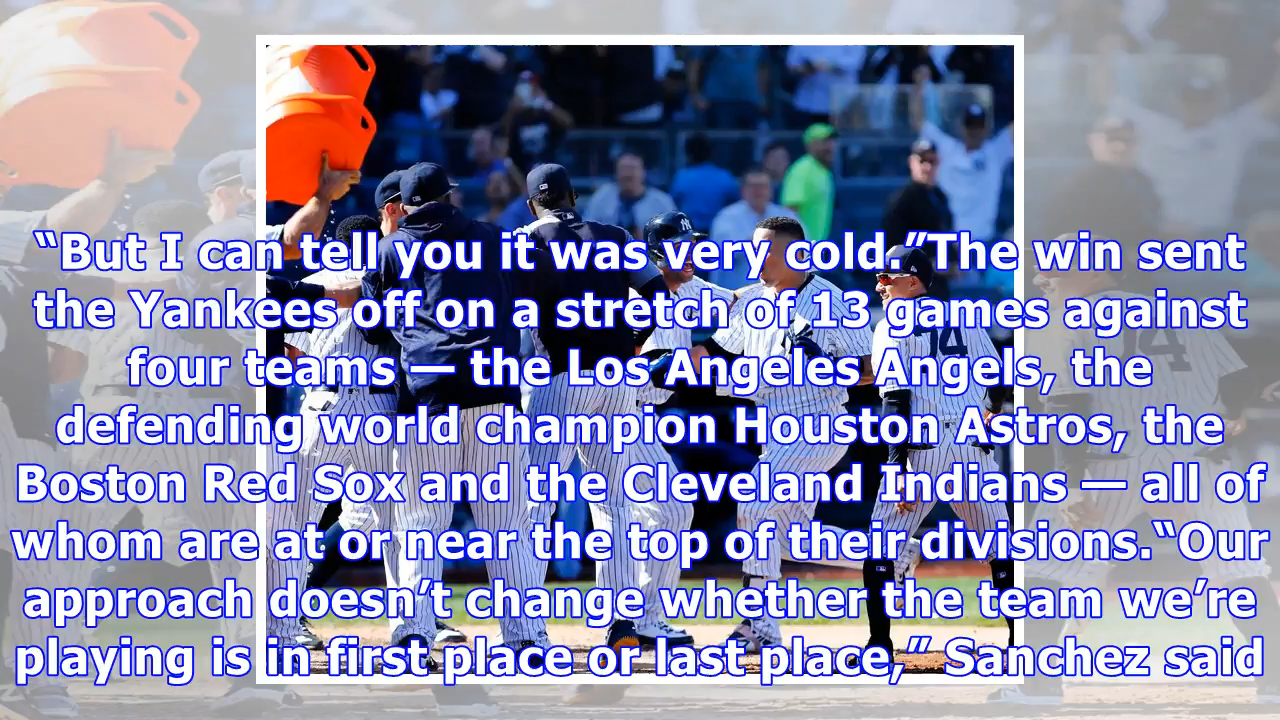 “But I can tell you it was very cold.”The win sent
the Yankees off on a stretch of 13 games against
four teams — the Los Angeles Angels, the
defending world champion Houston Astros, the
Boston Red Sox and the Cleveland Indians — all of
whom are at or near the top of their divisions.“Our
approach doesn’t change whether the team we’re
playing is in first place or last place,” Sanchez said
14
14